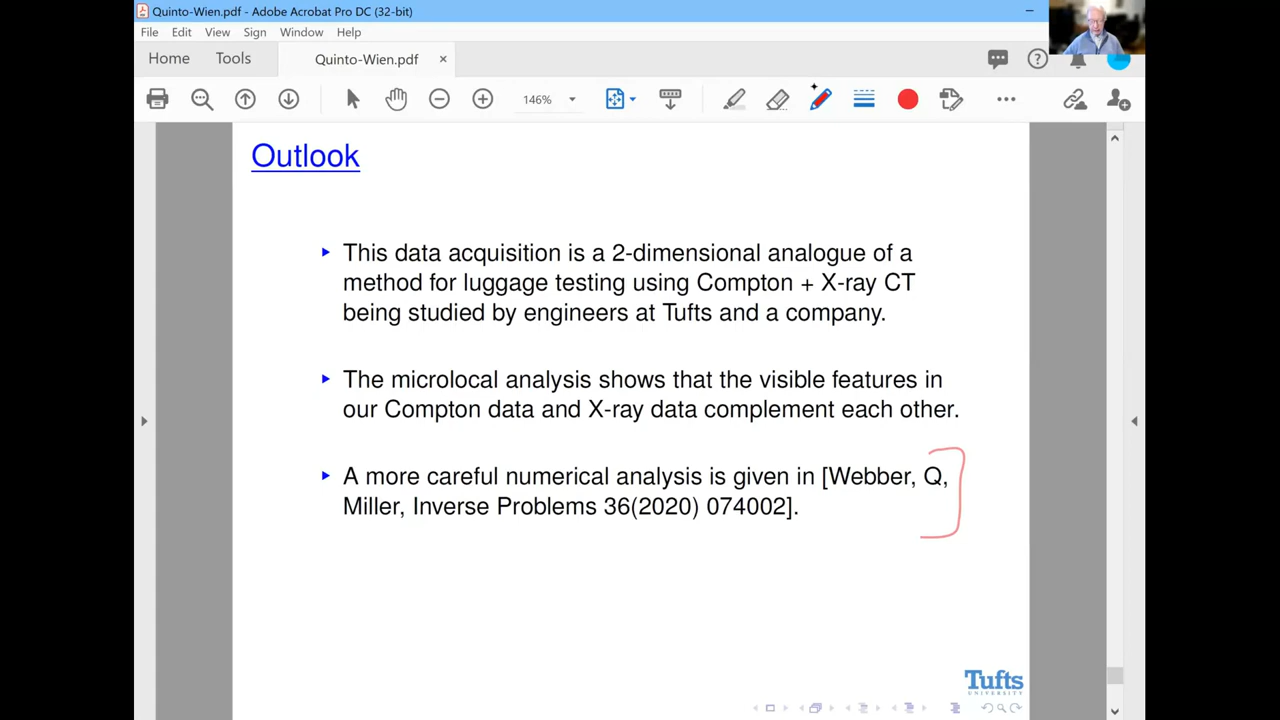 Quinto-Wien.pdf - Adobe Acrobat Pro DC (32-bit)
File Edit View Sign Window Help
Home Tools Quinto-Wien.pdf ×
146%
Outlook
This data acquisition is a 2-dimensional analogue of a
method for luggage testing using Compton + X-ray CT
being studied by engineers at Tufts and a company.
The microlocal analysis shows that the visible features in
our Compton data and X-ray data complement each other.
A more careful numerical analysis is given in [Webber, Q,
Miller, Inverse Problems 36(2020) 074002].
Tufts
UNIVERSITY